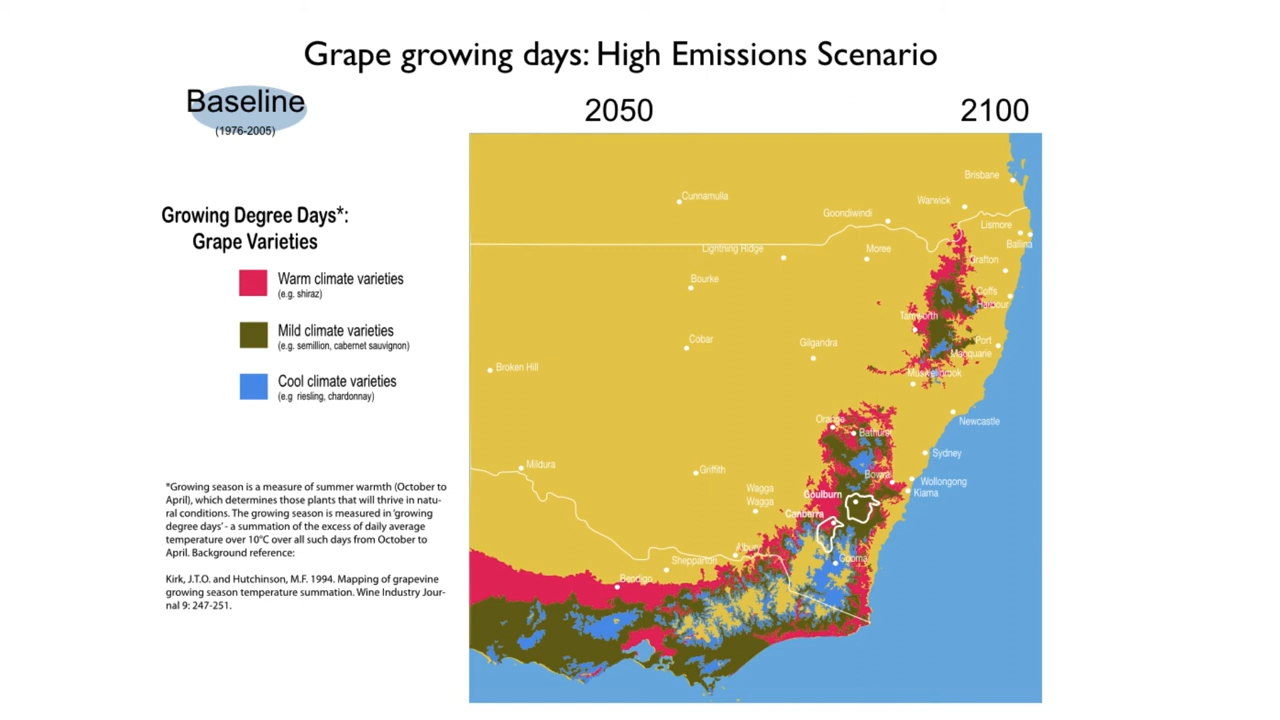 Grape growing days: High Emissions Scenario
Baseline
(1976-2005)
2050
2100
Growing Degree Days*:
Grape Varieties
Warm climate varieties
(e.g. shiraz)
Mild climate varieties
(e.g. semillion, cabernet sauvignon)
Cool climate varieties
(e.g riesling, chardonnay)
*Growing season is a measure of summer warmth (October to
April), which determines those plants that will thrive in natu-
ral conditions. The growing season is measured in 'growing
degree days' - a summation of the excess of daily average
temperature over 10°C over all such days from October to
April. Background reference:
Kirk, J.T.O. and Hutchinson, M.F. 1994. Mapping of grapevine
growing season temperature summation. Wine Industry Jour-
nal 9: 247-251.
Brisbane
Cunnamulla
Warwick
Goondiwindi
Lismore
Ballina
Lightning Ridge
Moree
Grafton
Bourke
Coffs
Harbour
Tamworth
Cobar
Gilgandra
Port
Macquarie
Broken Hill
Muswellbrook
Orange
Newcastle
Bathurst
Sydney
Mildura
Griffith
Bowral
Wollongong
Kiama
Wagga
Wagga
Goulburn
Canberra
Albury
Cooma
Shepparton
Bendigo